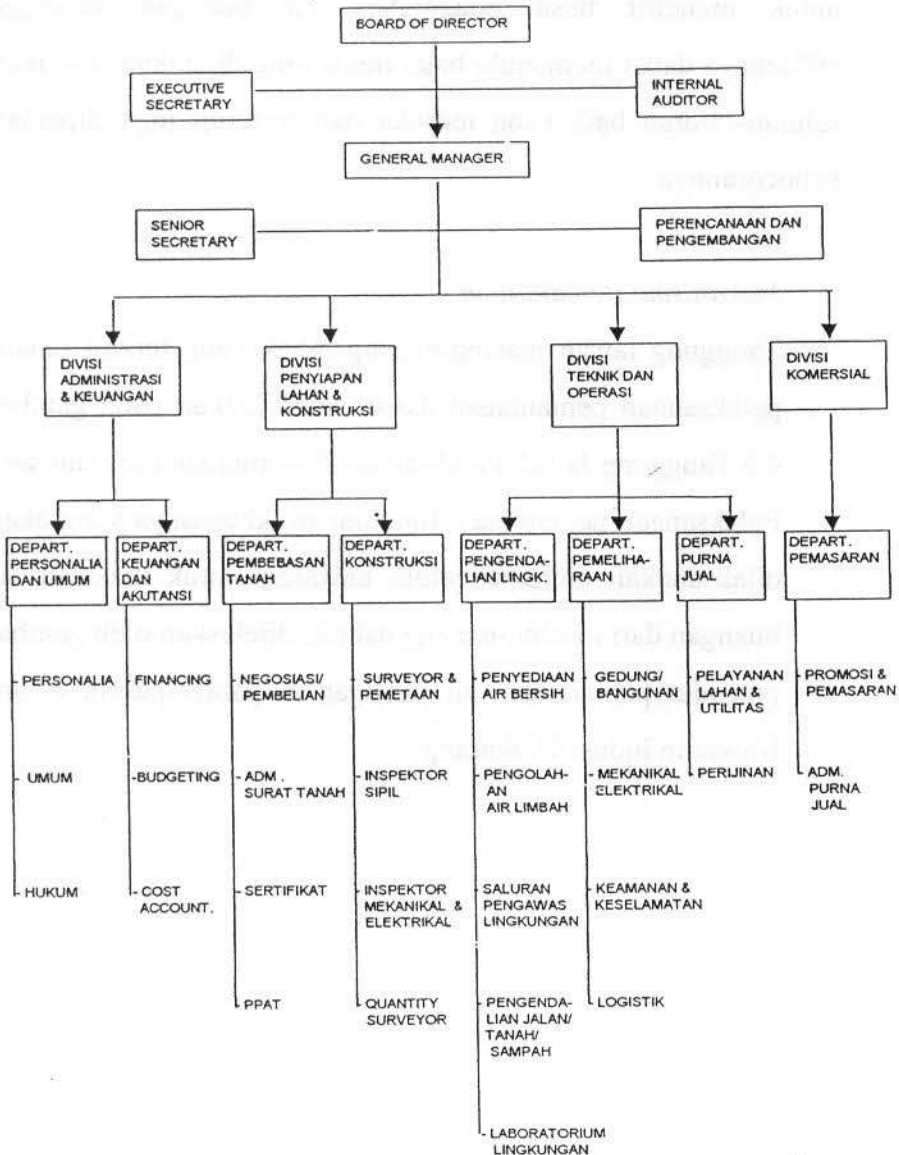 BOARD OF DIRECTOR
EXECUTIVE
SECRETARY
INTERNAL
AUDITOR
GENERAL MANAGER
SENIOR
SECRETARY
PERENCANAAN DAN
PENGEMBANGAN
DIVISI
ADMINISTRASI
& KEUANGAN
DIVISI
PENYIAPAN
LAHAN &
KONSTRUKSI
DIVISI
TEKNIK DAN
OPERASI
DIVISI
KOMERSIAL
DEPART.
PERSONALIA
DAN UMUM
DEPART.
KEUANGAN
DAN
AKUTANSI
DEPART.
PEMBEBASAN
TANAH
DEPART.
KONSTRUKSI
DEPART.
PENGENDA-
LIAN LINGK.
DEPART.
PEMELIHA-
RAAN
DEPART.
PURNA
JUAL
DEPART.
PEMASARAN
- PERSONALIA
- UMUM
- HUKUM
- FINANCING
- BUDGETING
- COST
ACCOUNT.
- NEGOSIASI/
PEMBELIAN
- ADM.
SURAT TANAH
- SERTIFIKAT
- PPAT
- SURVEYOR &
PEMETAAN
- INSPEKTOR
SIPIL
- INSPEKTOR
MEKANIKAL &
ELEKTRIKAL
- QUANTITY
SURVEYOR
- PENYEDIAAN
AIR BERSIH
- PENGOLAH-
AN
AIR LIMBAH
- SALURAN
PENGAWAS
LINGKUNGAN
- PENGENDA-
LIAN JALAN/
TANAH/
SAMPAH
- LABORATORIUM
LINGKUNGAN
- GEDUNG/
BANGUNAN
- MEKANIKAL
ELEKTRIKAL
- KEAMANAN &
KESELAMATAN
- LOGISTIK
- PELAYANAN
LAHAN &
UTILITAS
- PERIJINAN
- PROMOSI &
PEMASARAN
- ADM.
PURNA
JUAL